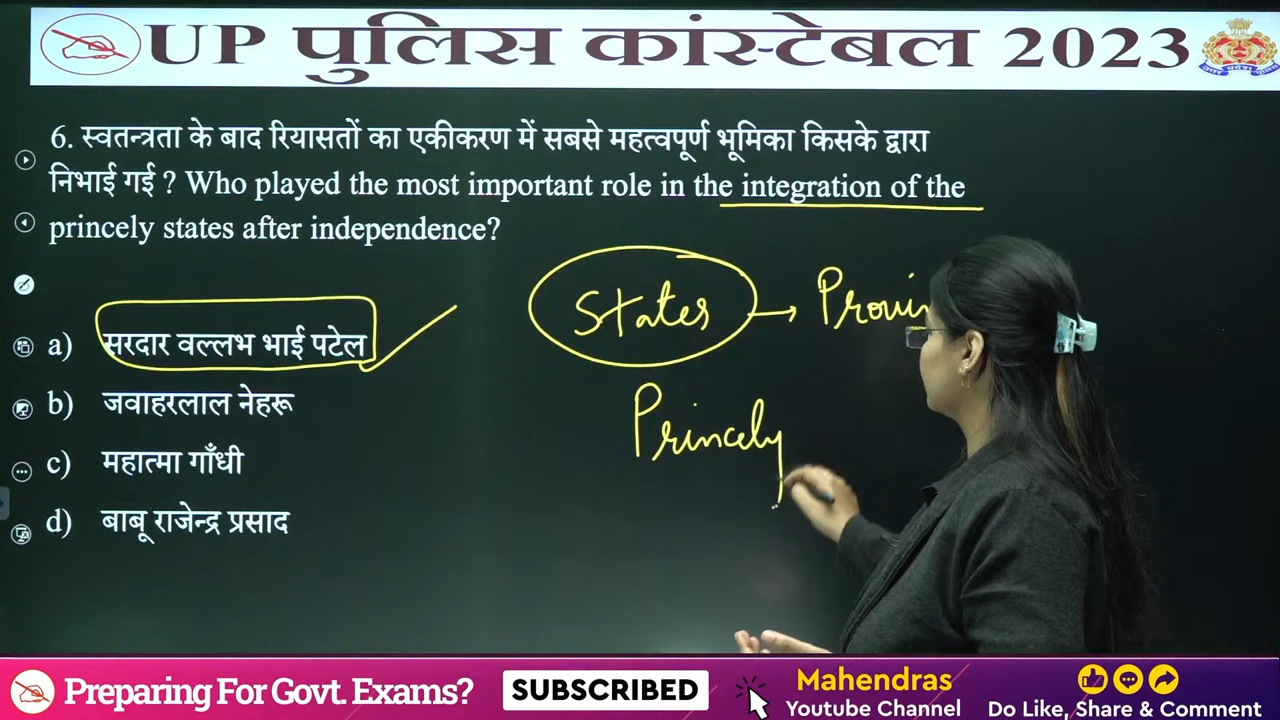 UP पुलिस कांस्टेबल 2023
6. स्वतन्त्रता के बाद रियासतों का एकीकरण में सबसे महत्वपूर्ण भूमिका किसके द्वारा
निभाई गई ? Who played the most important role in the integration of the
princely states after independence?
States → Provin
a) सरदार वल्लभ भाई पटेल
b) जवाहरलाल नेहरू
Princely
c) महात्मा गाँधी
d) बाबू राजेन्द्र प्रसाद
Preparing For Govt. Exams?
SUBSCRIBED
Mahendras
Youtube Channel
Do Like, Share & Comment